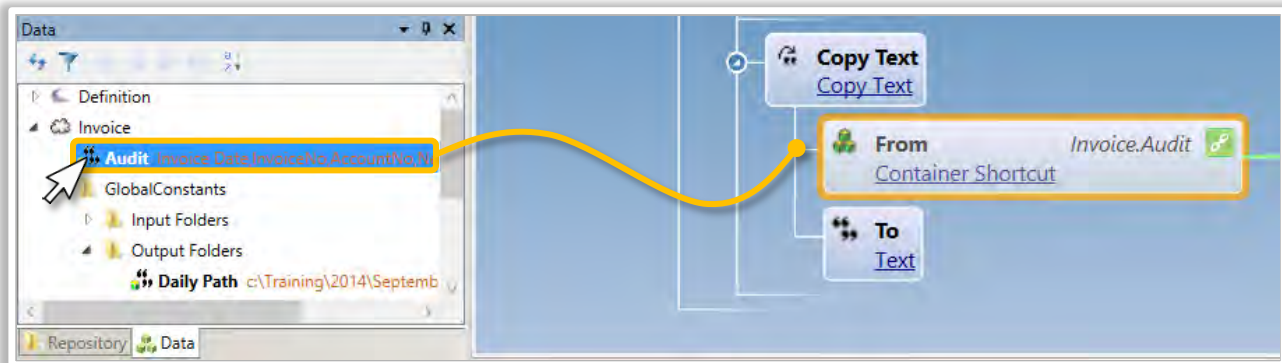 Data
Definition
Invoice
Audit Invoice Date,InvoiceNo,AccountNo,
GlobalConstants
Input Folders
Output Folders
Daily Path c:\Training\2014\Septemb
Repository Data
Copy Text
Copy Text
From Invoice.Audit
Container Shortcut
To
Text